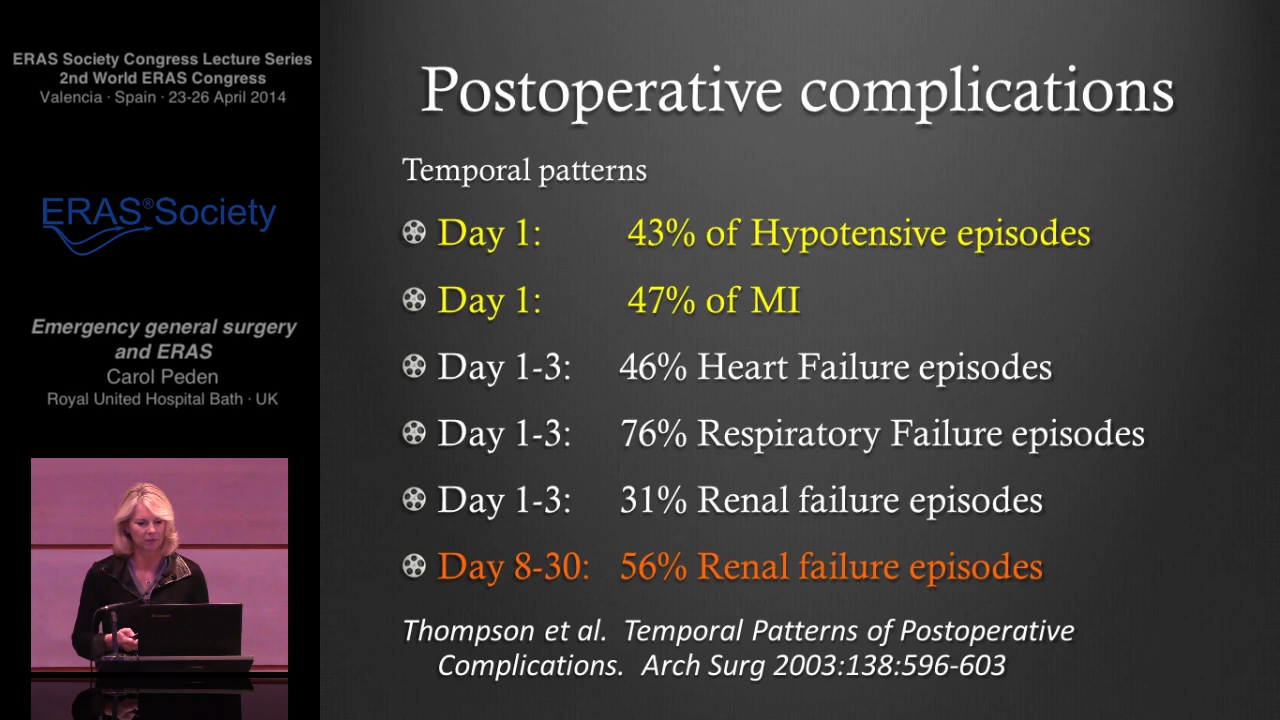 ERAS Society Congress Lecture Series
2nd World ERAS Congress
Valencia · Spain · 23-26 April 2014
ERAS®Society
Emergency general surgery
and ERAS
Carol Peden
Royal United Hospital Bath · UK
Postoperative complications
Temporal patterns
Day 1: 43% of Hypotensive episodes
Day 1: 47% of MI
Day 1-3: 46% Heart Failure episodes
Day 1-3: 76% Respiratory Failure episodes
Day 1-3: 31% Renal failure episodes
Day 8-30: 56% Renal failure episodes
Thompson et al. Temporal Patterns of Postoperative
Complications. Arch Surg 2003:138:596-603